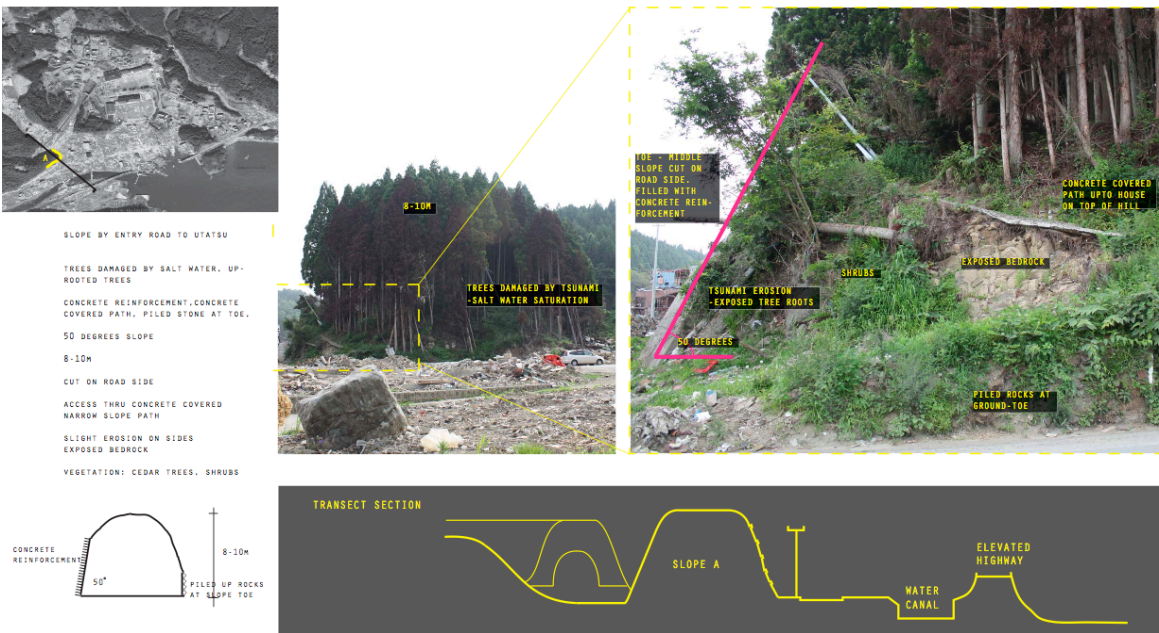 A
SLOPE BY ENTRY ROAD TO UTATSU
TREES DAMAGED BY SALT WATER, UP-
ROOTED TREES
CONCRETE REINFORCEMENT,CONCRETE
COVERED PATH, PILED STONE AT TOE,
50 DEGREES SLOPE
8-10M
CUT ON ROAD SIDE
ACCESS THRU CONCRETE COVERED
NARROW SLOPE PATH
SLIGHT EROSION ON SIDES
EXPOSED BEDROCK
VEGETATION: CEDAR TREES, SHRUBS
CONCRETE
REINFORCEMENT
50°
8-10M
PILED UP ROCKS
AT SLOPE TOE
8-10M
TREES DAMAGED BY TSUNAMI
-SALT WATER SATURATION
TOE - MIDDLE
SLOPE CUT ON
ROAD SIDE.
FILLED WITH
CONCRETE REIN-
FORCEMENT
CONCRETE COVERED
PATH UPTO HOUSE
ON TOP OF HILL
SHRUBS
EXPOSED BEDROCK
TSUNAMI EROSION
-EXPOSED TREE ROOTS
50 DEGREES
PILED ROCKS AT
GROUND-TOE
TRANSECT SECTION
SLOPE A
WATER
CANAL
ELEVATED
HIGHWAY